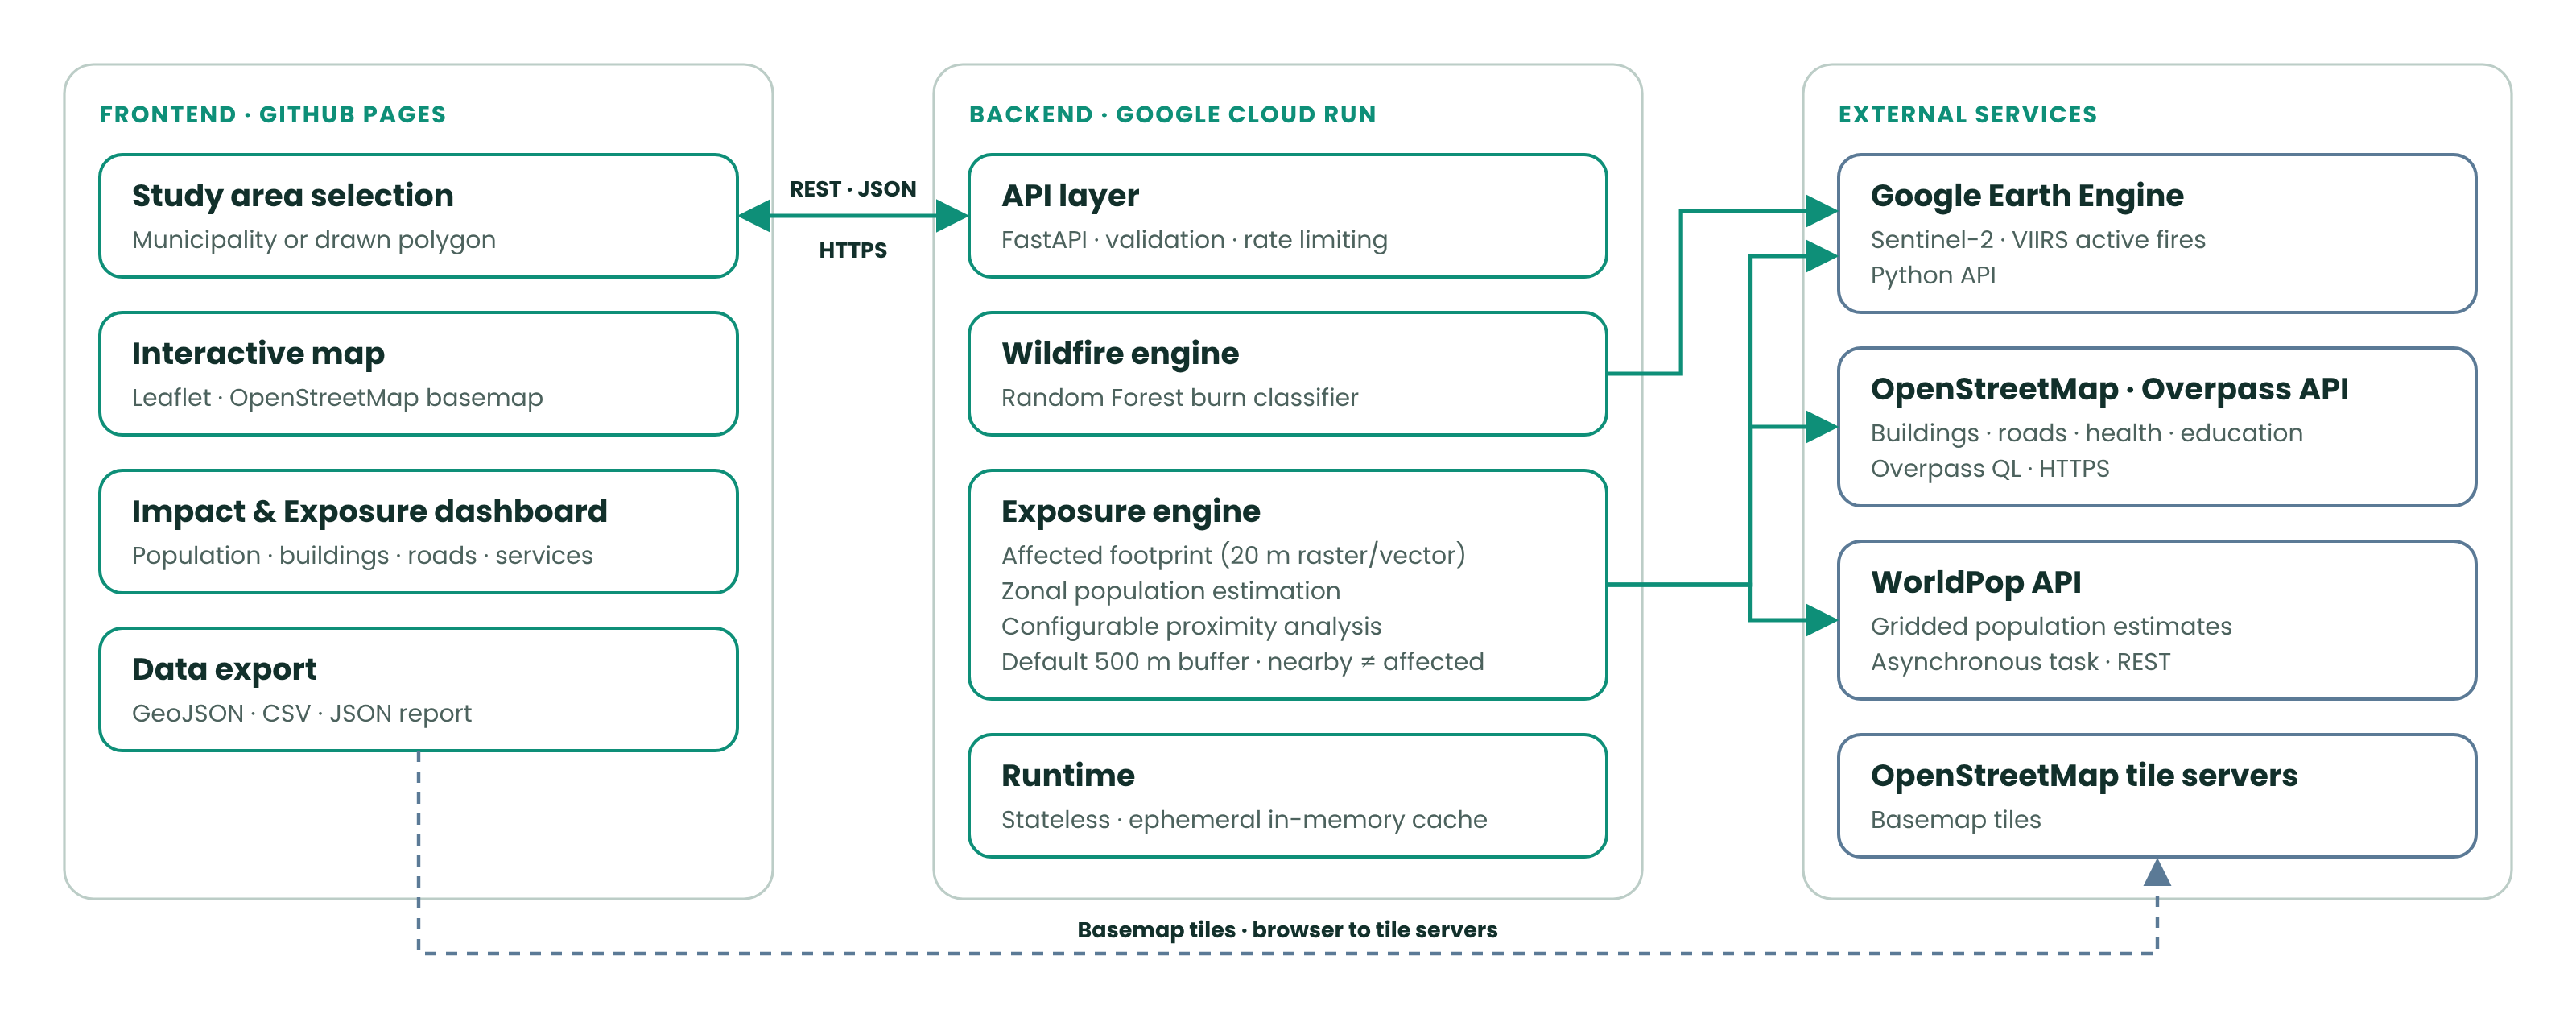 FRONTEND · GITHUB PAGES
Study area selection
Municipality or drawn polygon
Interactive map
Leaflet · OpenStreetMap basemap
Impact & Exposure dashboard
Population · buildings · roads · services
Data export
GeoJSON · CSV · JSON report
REST · JSON
HTTPS
BACKEND · GOOGLE CLOUD RUN
API layer
FastAPI · validation · rate limiting
Wildfire engine
Random Forest burn classifier
Exposure engine
Affected footprint (20 m raster/vector)
Zonal population estimation
Configurable proximity analysis
Default 500 m buffer · nearby ≠ affected
Runtime
Stateless · ephemeral in-memory cache
EXTERNAL SERVICES
Google Earth Engine
Sentinel-2 · VIIRS active fires
Python API
OpenStreetMap · Overpass API
Buildings · roads · health · education
Overpass QL · HTTPS
WorldPop API
Gridded population estimates
Asynchronous task · REST
OpenStreetMap tile servers
Basemap tiles
Basemap tiles · browser to tile servers